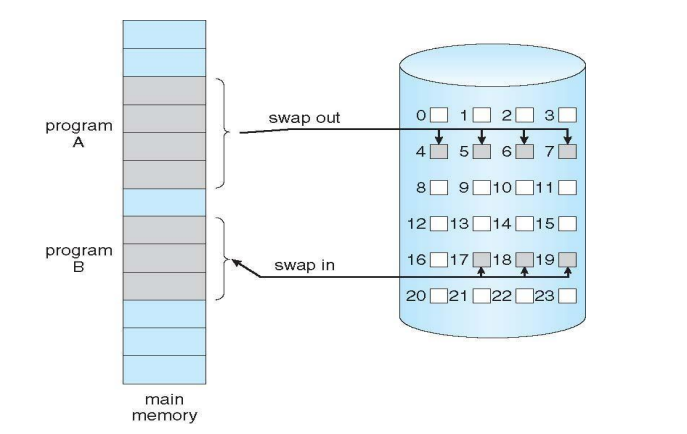 program
A
swap out
0 1 2 3
4 5 6 7
8 9 10 11
12 13 14 15
program
B
swap in
16 17 18 19
20 21 22 23
main
memory